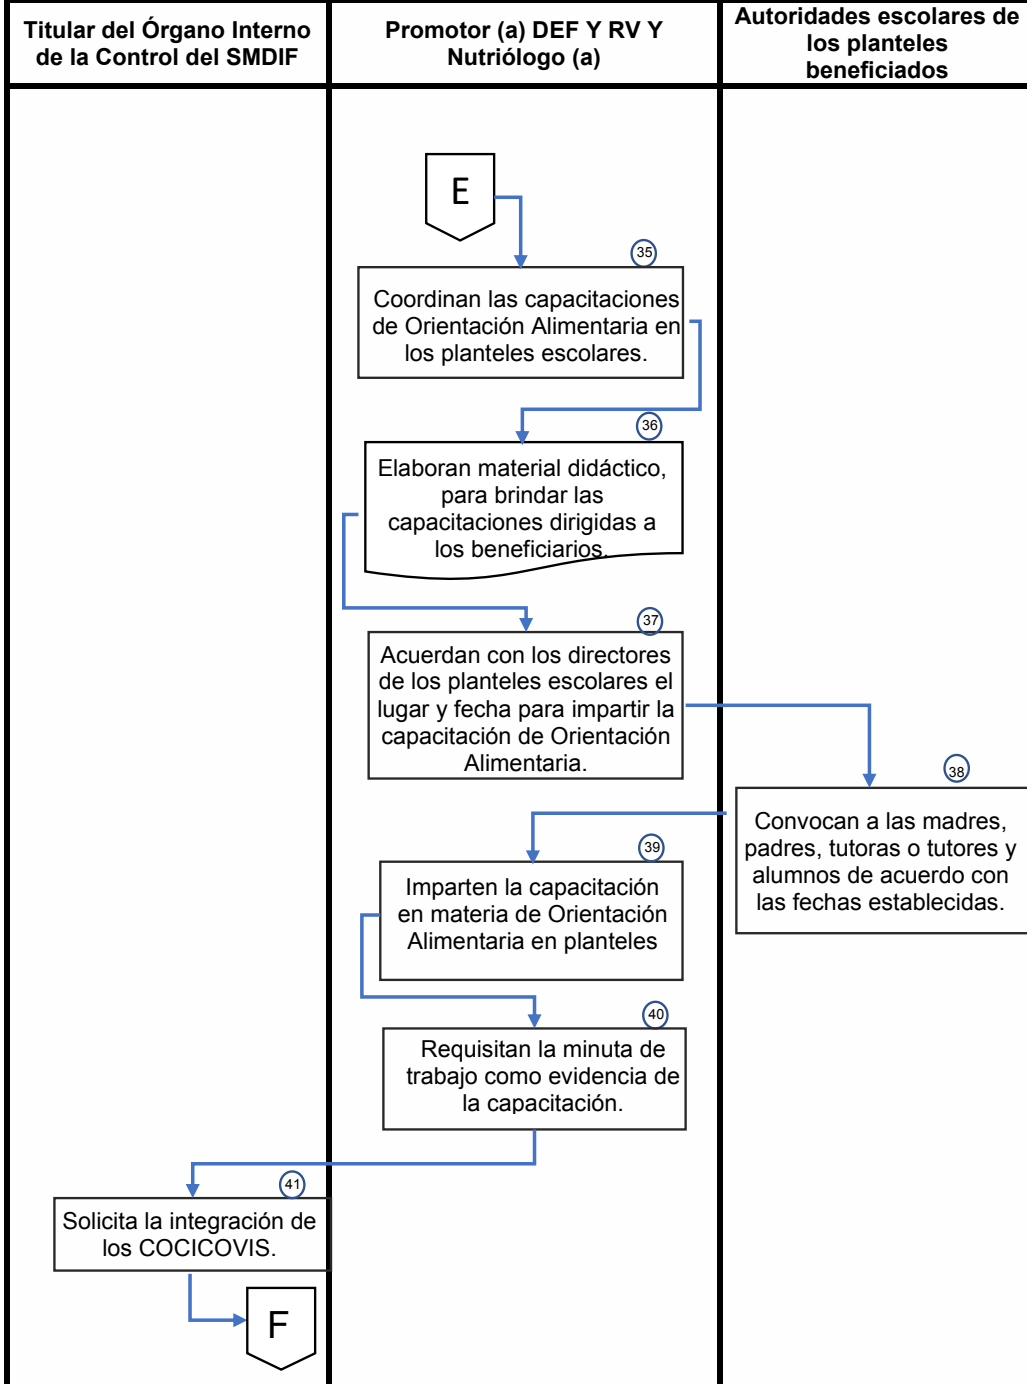 Titular del Órgano Interno
de la Control del SMDIF
Promotor (a) DEF Y RV Y
Nutriólogo (a)
Autoridades escolares de
los planteles
beneficiados
E
35
Coordinan las capacitaciones
de Orientación Alimentaria en
los planteles escolares.
36
Elaboran material didáctico,
para brindar las
capacitaciones dirigidas a
los beneficiarios.
37
Acuerdan con los directores
de los planteles escolares el
lugar y fecha para impartir la
capacitación de Orientación
Alimentaria.
38
Convocan a las madres,
padres, tutoras o tutores y
alumnos de acuerdo con
las fechas establecidas.
39
Imparten la capacitación
en materia de Orientación
Alimentaria en planteles
40
Requisitan la minuta de
trabajo como evidencia de
la capacitación.
41
Solicita la integración de
los COCICOVIS.
F